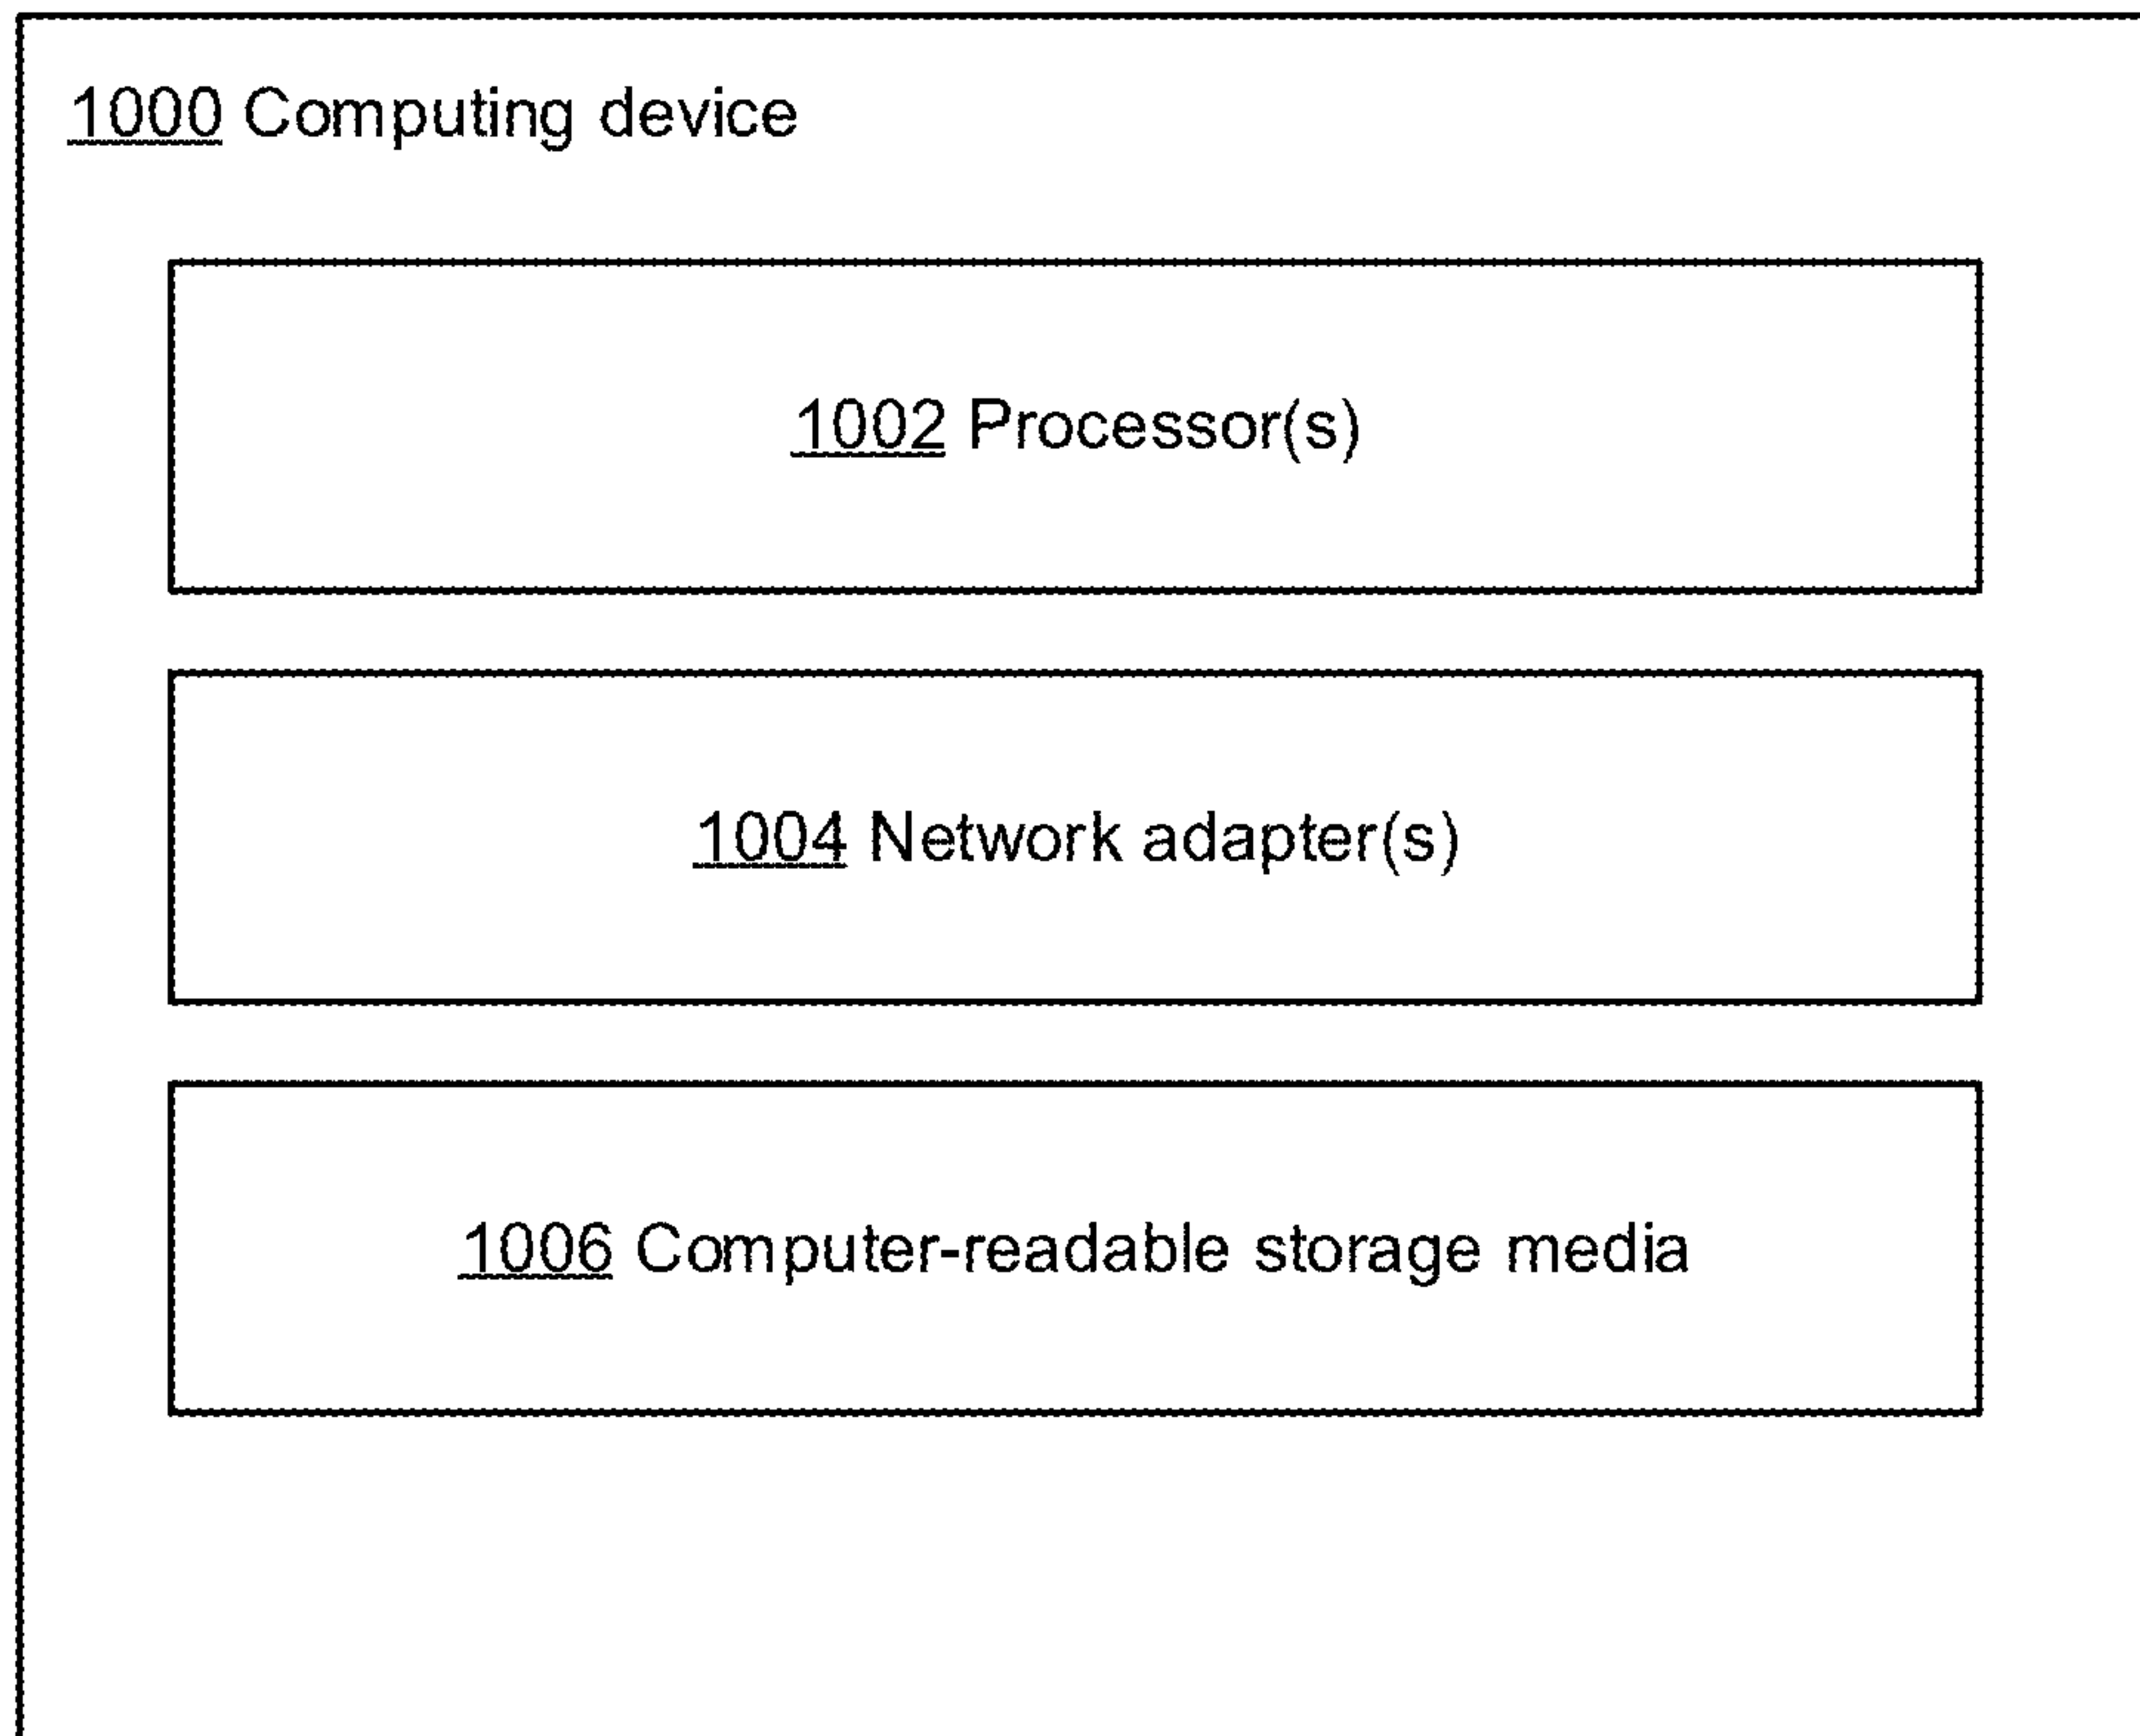 1000 Computing device
1002 Processor(s)
1004 Network adapter(s)
1006 Computer-readable storage media